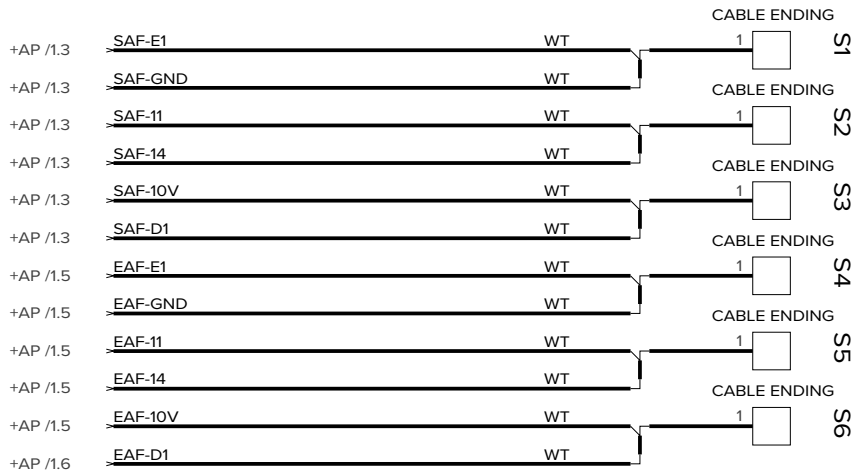 CABLE ENDING
+AP /1.3 SAF-E1 WT 1 S1
+AP /1.3 SAF-GND WT
CABLE ENDING
+AP /1.3 SAF-11 WT 1 S2
+AP /1.3 SAF-14 WT
CABLE ENDING
+AP /1.3 SAF-10V WT 1 S3
+AP /1.3 SAF-D1 WT
CABLE ENDING
+AP /1.5 EAF-E1 WT 1 S4
+AP /1.5 EAF-GND WT
CABLE ENDING
+AP /1.5 EAF-11 WT 1 S5
+AP /1.5 EAF-14 WT
CABLE ENDING
+AP /1.5 EAF-10V WT 1 S6
+AP /1.6 EAF-D1 WT